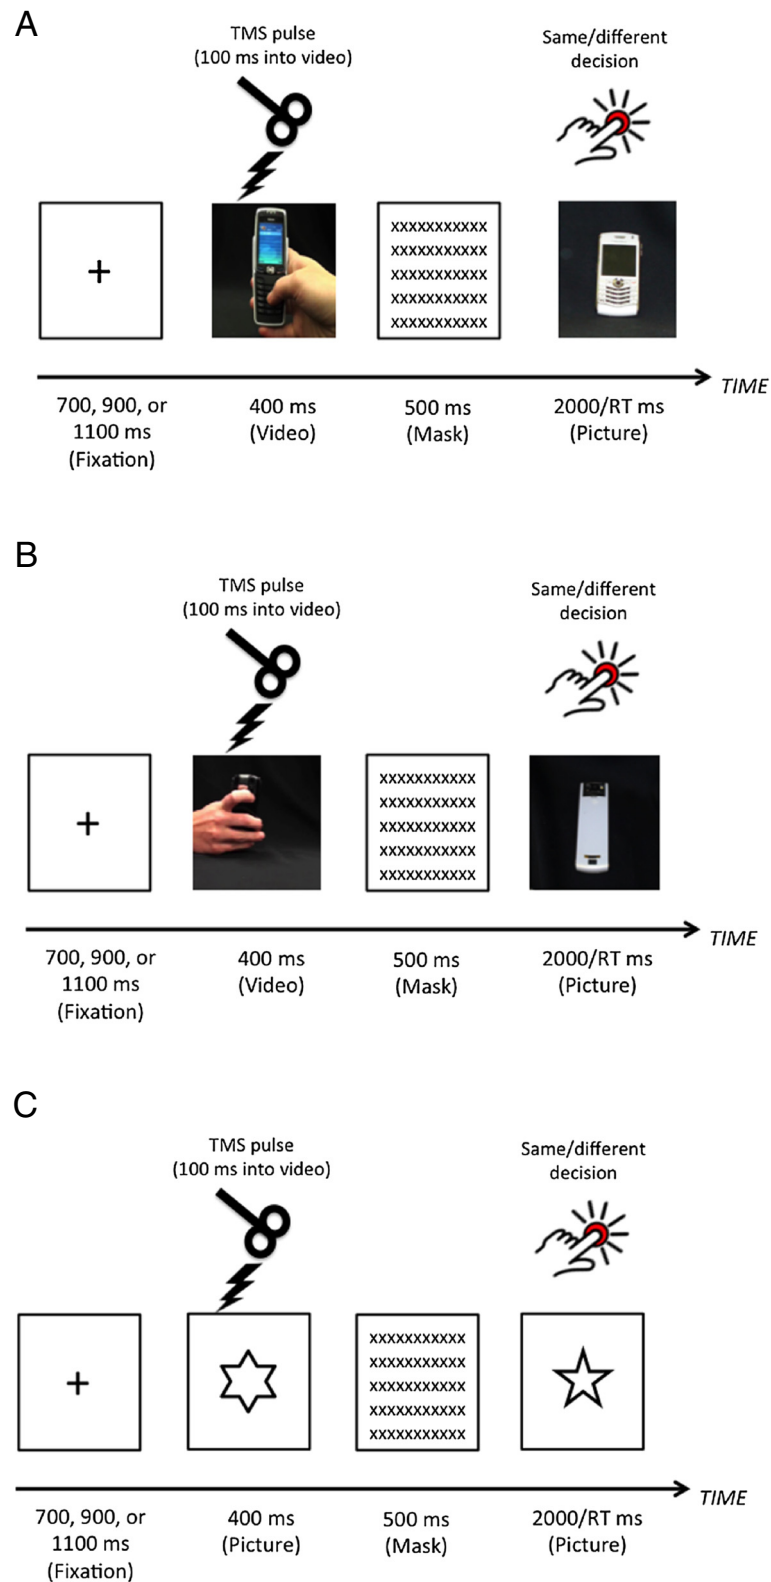 A
TMS pulse
(100 ms into video)
Same/different
decision
+
XXXXXXXXXXX
XXXXXXXXXXX
XXXXXXXXXXX
XXXXXXXXXXX
XXXXXXXXXXX
TIME
700, 900, or
1100 ms
(Fixation)
400 ms
(Video)
500 ms
(Mask)
2000/RT ms
(Picture)
B
TMS pulse
(100 ms into video)
Same/different
decision
+
XXXXXXXXXXX
XXXXXXXXXXX
XXXXXXXXXXX
XXXXXXXXXXX
XXXXXXXXXXX
TIME
700, 900, or
1100 ms
(Fixation)
400 ms
(Video)
500 ms
(Mask)
2000/RT ms
(Picture)
C
TMS pulse
(100 ms into video)
Same/different
decision
+
XXXXXXXXXXX
XXXXXXXXXXX
XXXXXXXXXXX
XXXXXXXXXXX
XXXXXXXXXXX
TIME
700, 900, or
1100 ms
(Fixation)
400 ms
(Picture)
500 ms
(Mask)
2000/RT ms
(Picture)